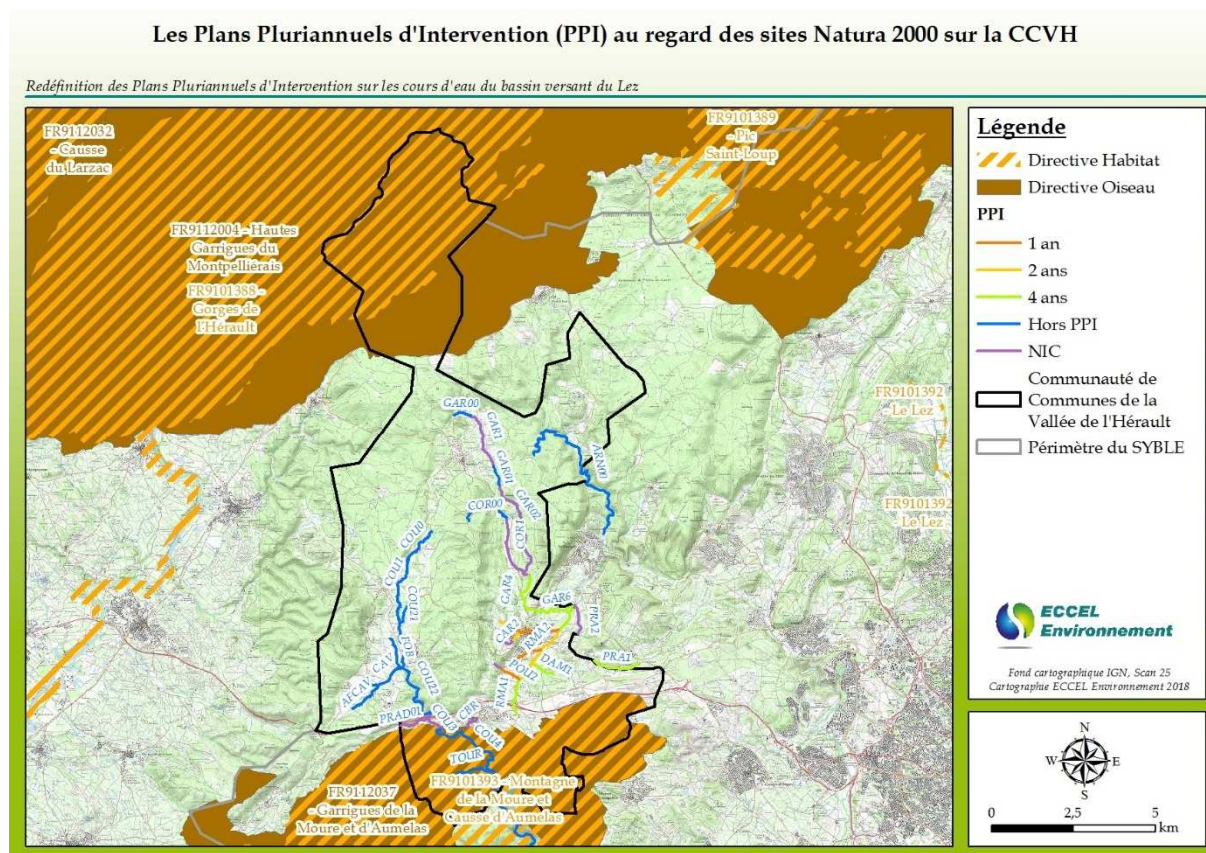 Les Plans Pluriannuels d'Intervention (PPI) au regard des sites Natura 2000 sur la CCVH
Redéfinition des Plans Pluriannuels d'Intervention sur les cours d'eau du bassin versant du Lez
FR9112032
- Causse
du Larzac
FR9101389
- Pic
Saint-Loup
FR9112004 - Hautes
Garrigues du
Montpelliérais
FR9101388 -
Gorges de
l'Hérault
FR9101392
Le Lez
FR9101392
Le Lez
GAR00
GAR1
GAR01
GAR02
COR00
COR1
ARN00
COU0
COU1
COU21
FOB
CAV
AFCAV
COU22
GAR4
GAR6
CAR2
RMA2
PRA2
PRA1
DAM1
POU2
RMA1
PRAD01
COU3
CBR
COU4
TOUR
FR9112037
- Garrigues de la
Moure et d'Aumelas
FR9101393 - Montagne
de la Moure et
Causse d'Aumelas
Légende
Directive Habitat
Directive Oiseau
PPI
1 an
2 ans
4 ans
Hors PPI
NIC
Communauté de
Communes de la
Vallée de l'Hérault
Périmètre du SYBLE
ECCEL
Environnement
Fond cartographique IGN, Scan 25
Cartographie ECCEL Environnement 2018
N
W
E
S
0 2,5 5
km